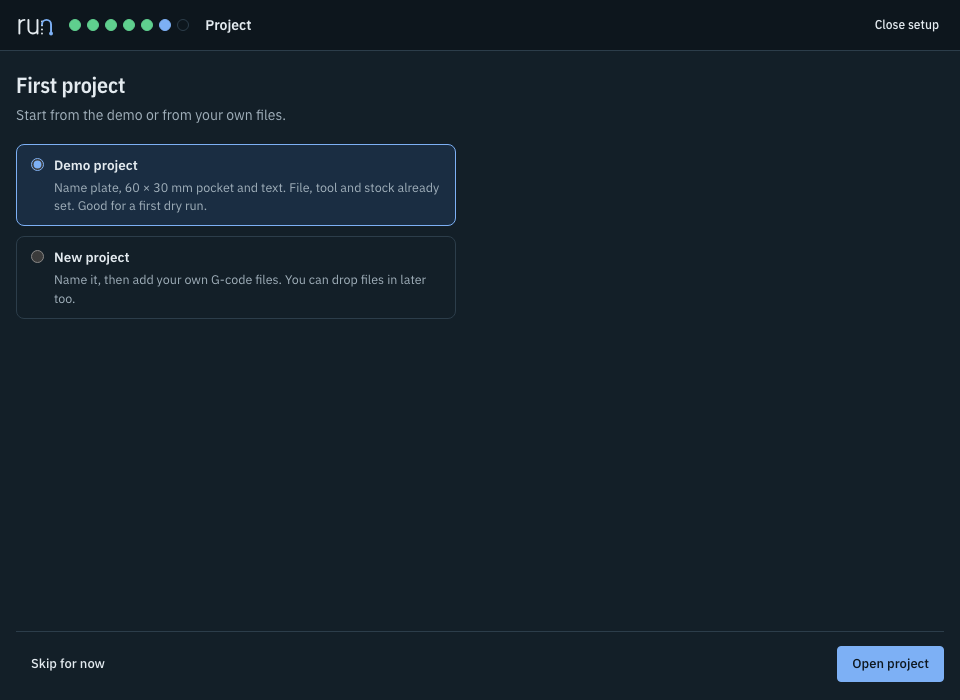 run Project Close setup
First project
Start from the demo or from your own files.
Demo project
Name plate, 60 × 30 mm pocket and text. File, tool and stock already
set. Good for a first dry run.
New project
Name it, then add your own G-code files. You can drop files in later
too.
Skip for now Open project